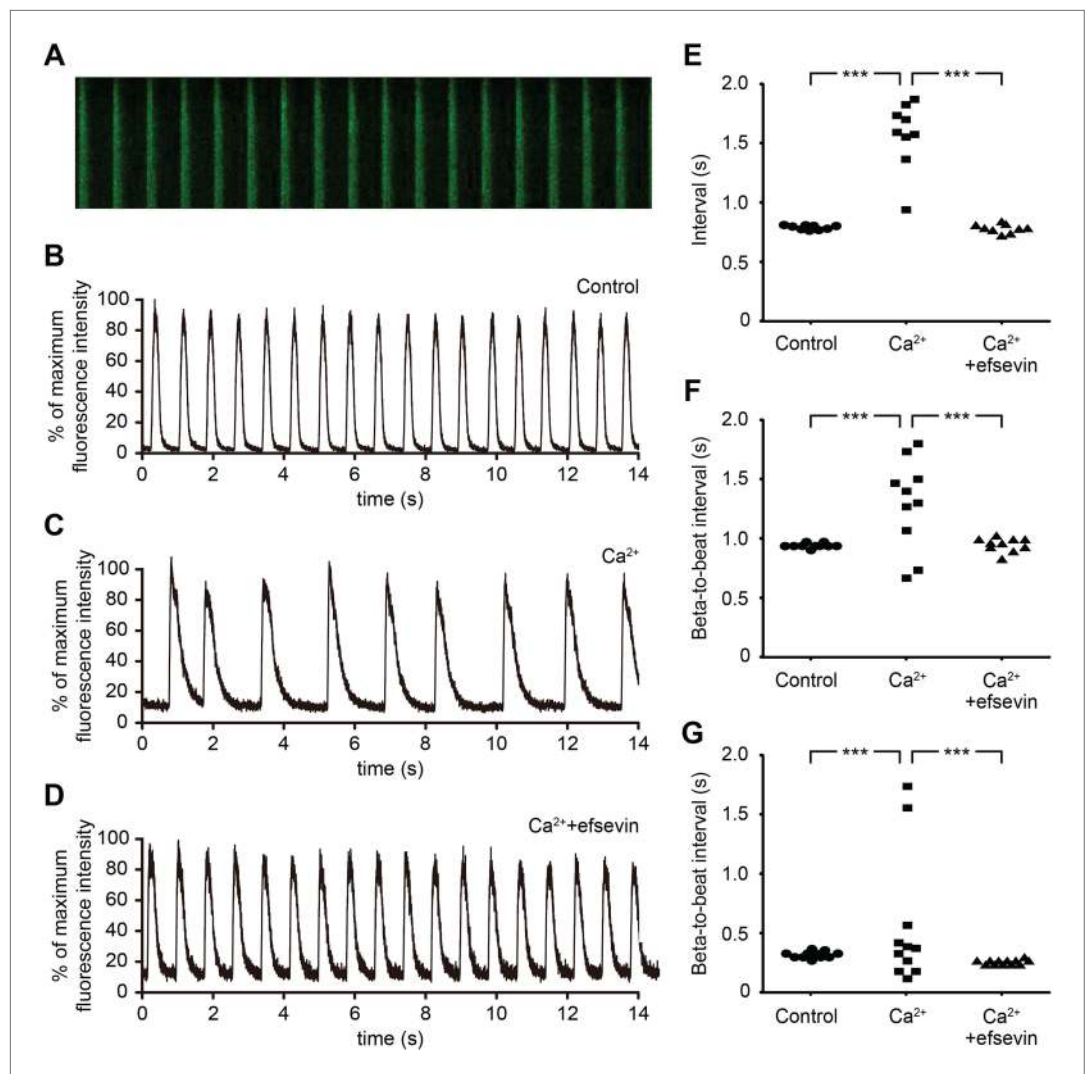 A
B
Control
% of maximum
fluorescence intensity
100
80
60
40
20
0
0 2 4 6 8 10 12 14
time (s)
C
Ca²⁺
% of maximum
fluorescence intensity
100
80
60
40
20
0
0 2 4 6 8 10 12 14
time (s)
D
Ca²⁺+efsevin
% of maximum
fluorescence intensity
100
80
60
40
20
0
0 2 4 6 8 10 12 14
time (s)
E
*** ***
Interval (s)
2.0
1.5
1.0
0.5
0
Control Ca²⁺ Ca²⁺
+efsevin
F
*** ***
Beta-to-beat interval (s)
2.0
1.5
1.0
0.5
0
Control Ca²⁺ Ca²⁺
+efsevin
G
*** ***
Beta-to-beat interval (s)
2.0
1.5
1.0
0.5
0
Control Ca²⁺ Ca²⁺
+efsevin